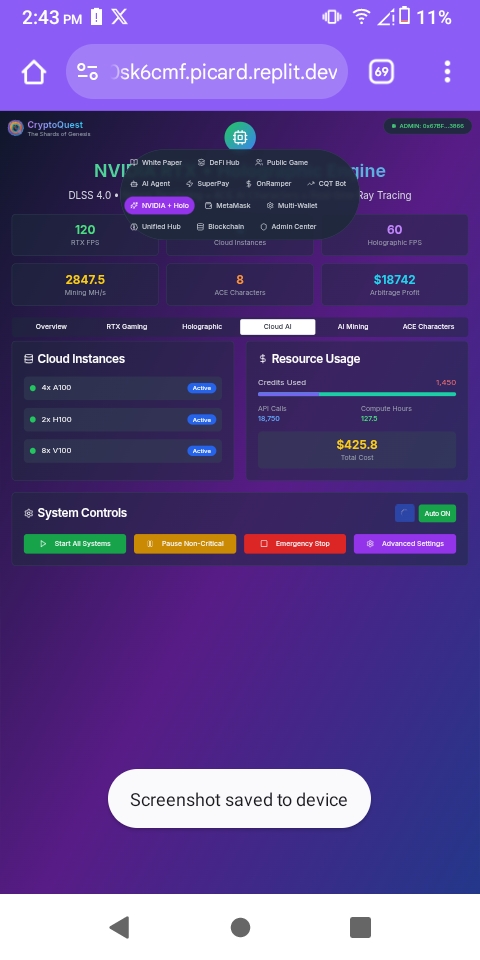 2:43 PM
11%
sk6cmf.picard.replit.dev
69
CryptoQuest
The Shards of Genesis
ADMIN: 0x67BF...3866
White Paper DeFi Hub Public Game
AI Agent SuperPay OnRamper CQT Bot
NVIDIA + Holo MetaMask Multi-Wallet
Unified Hub Blockchain Admin Center
DLSS 4.0 •
Ray Tracing
120
RTX FPS
Cloud Instances
60
Holographic FPS
2847.5
Mining MH/s
8
ACE Characters
$18742
Arbitrage Profit
Overview RTX Gaming Holographic Cloud AI AI Mining ACE Characters
Cloud Instances
4x A100 Active
2x H100 Active
8x V100 Active
Resource Usage
Credits Used 1,450
API Calls Compute Hours
18,750 127.5
$425.8
Total Cost
System Controls
Auto ON
Start All Systems Pause Non-Critical Emergency Stop Advanced Settings
Screenshot saved to device